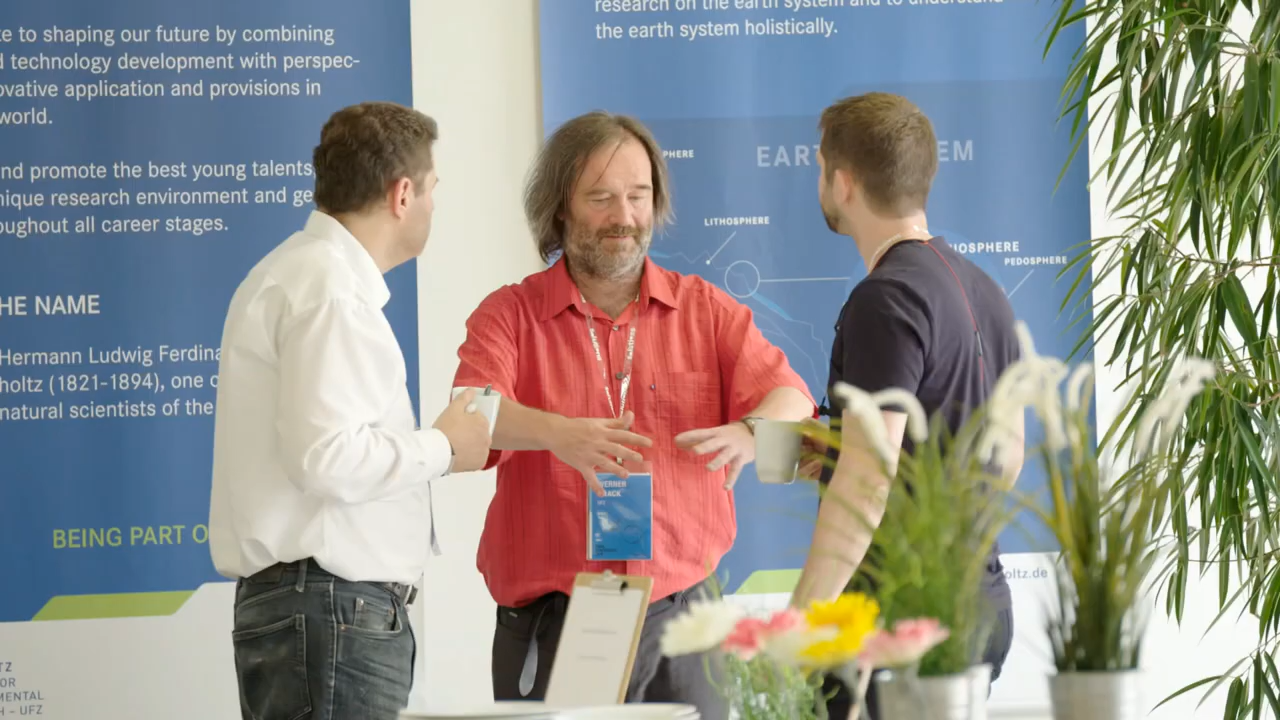 te to shaping our future by combining
d technology development with perspec-
ovative application and provisions in
world.
nd promote the best young talents
nique research environment and ge
oughout all career stages.
HE NAME
Hermann Ludwig Ferdina
holtz (1821-1894), one o
natural scientists of the
BEING PART O
TZ
OR
MENTAL
H – UFZ
research on the earth system and to understand
the earth system holistically.
PHERE
EART
EM
LITHOSPHERE
IOSPHERE
PEDOSPHERE
oltz.de